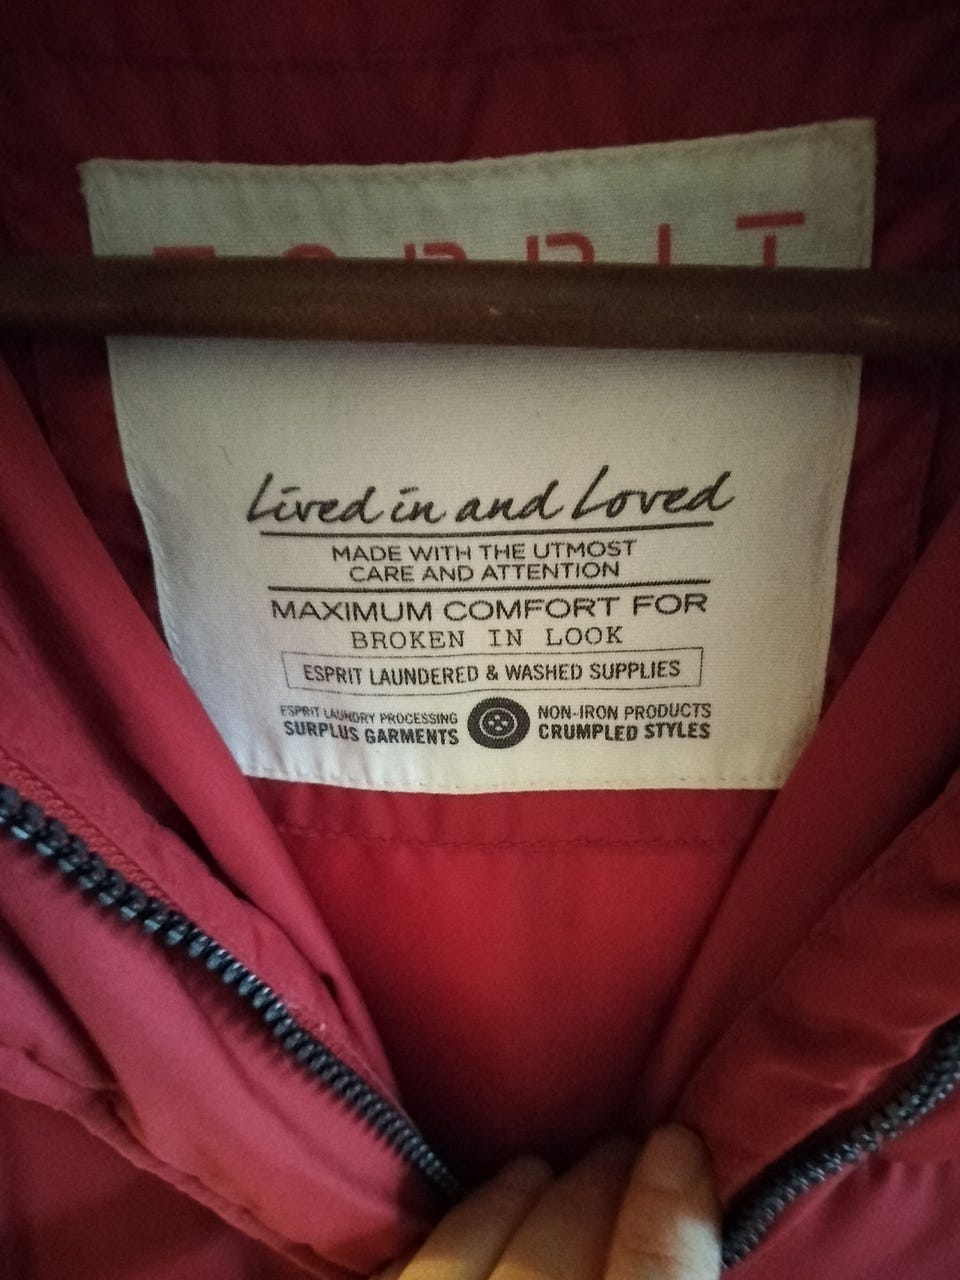 ESPRIT
Lived in and Loved
MADE WITH THE UTMOST
CARE AND ATTENTION
MAXIMUM COMFORT FOR
BROKEN IN LOOK
ESPRIT LAUNDERED & WASHED SUPPLIES
ESPRIT LAUNDRY PROCESSING
SURPLUS GARMENTS
NON-IRON PRODUCTS
CRUMPLED STYLES